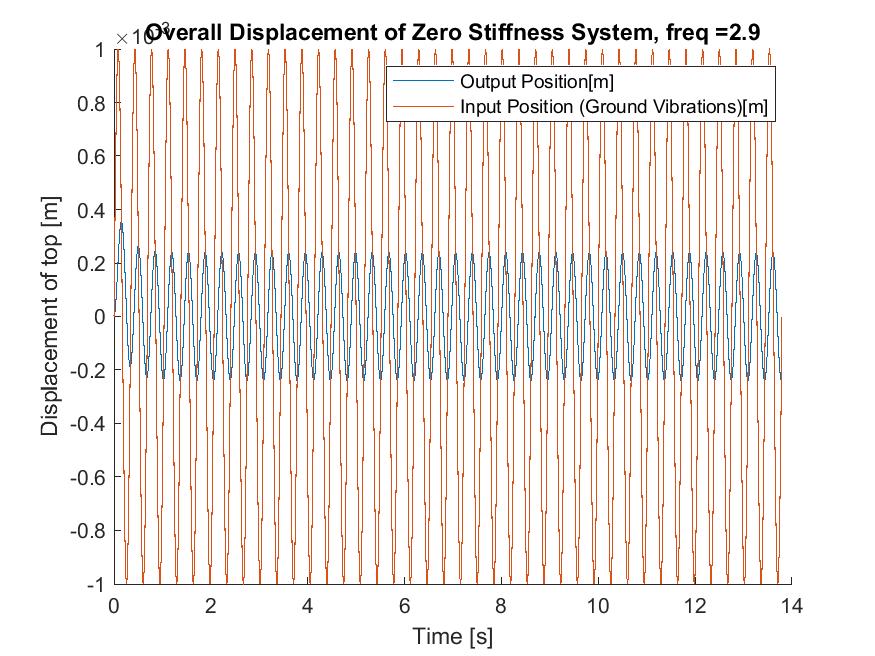 ×10-3
Overall Displacement of Zero Stiffness System, freq =2.9
Output Position[m]
Input Position (Ground Vibrations)[m]
Displacement of top [m]
1
0.8
0.6
0.4
0.2
0
-0.2
-0.4
-0.6
-0.8
-1
0 2 4 6 8 10 12 14
Time [s]